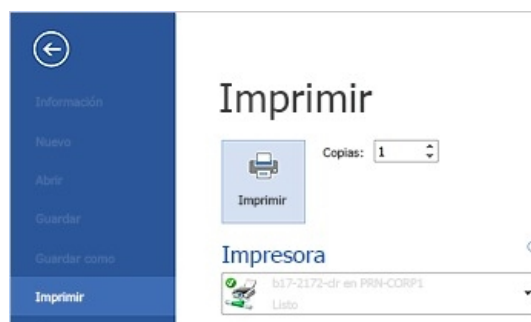 Información
Nuevo
Abrir
Guardar
Guardar como
Imprimir
Imprimir
Copias: 1
Imprimir
Impresora
b17-2172-dr en PRN-CORP1
Listo